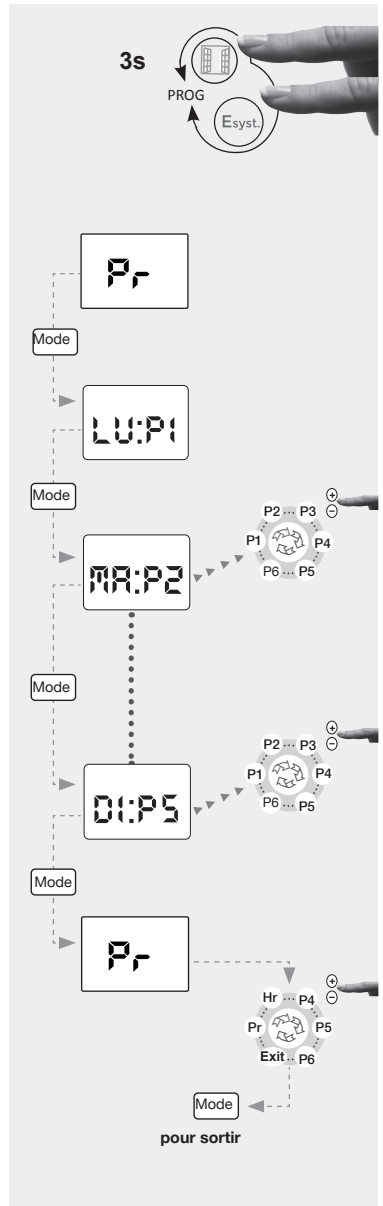 3s
PROG
Esyst.
Pr
Mode
LU:P1
Mode
P2 P3
+
-
P1 P4
MA:P2
P6 P5
Mode
P2 P3
+
-
P1 P4
DI:P5
P6 P5
Mode
Pr
Hr P4
+
-
Pr P5
Exit P6
Mode
pour sortir